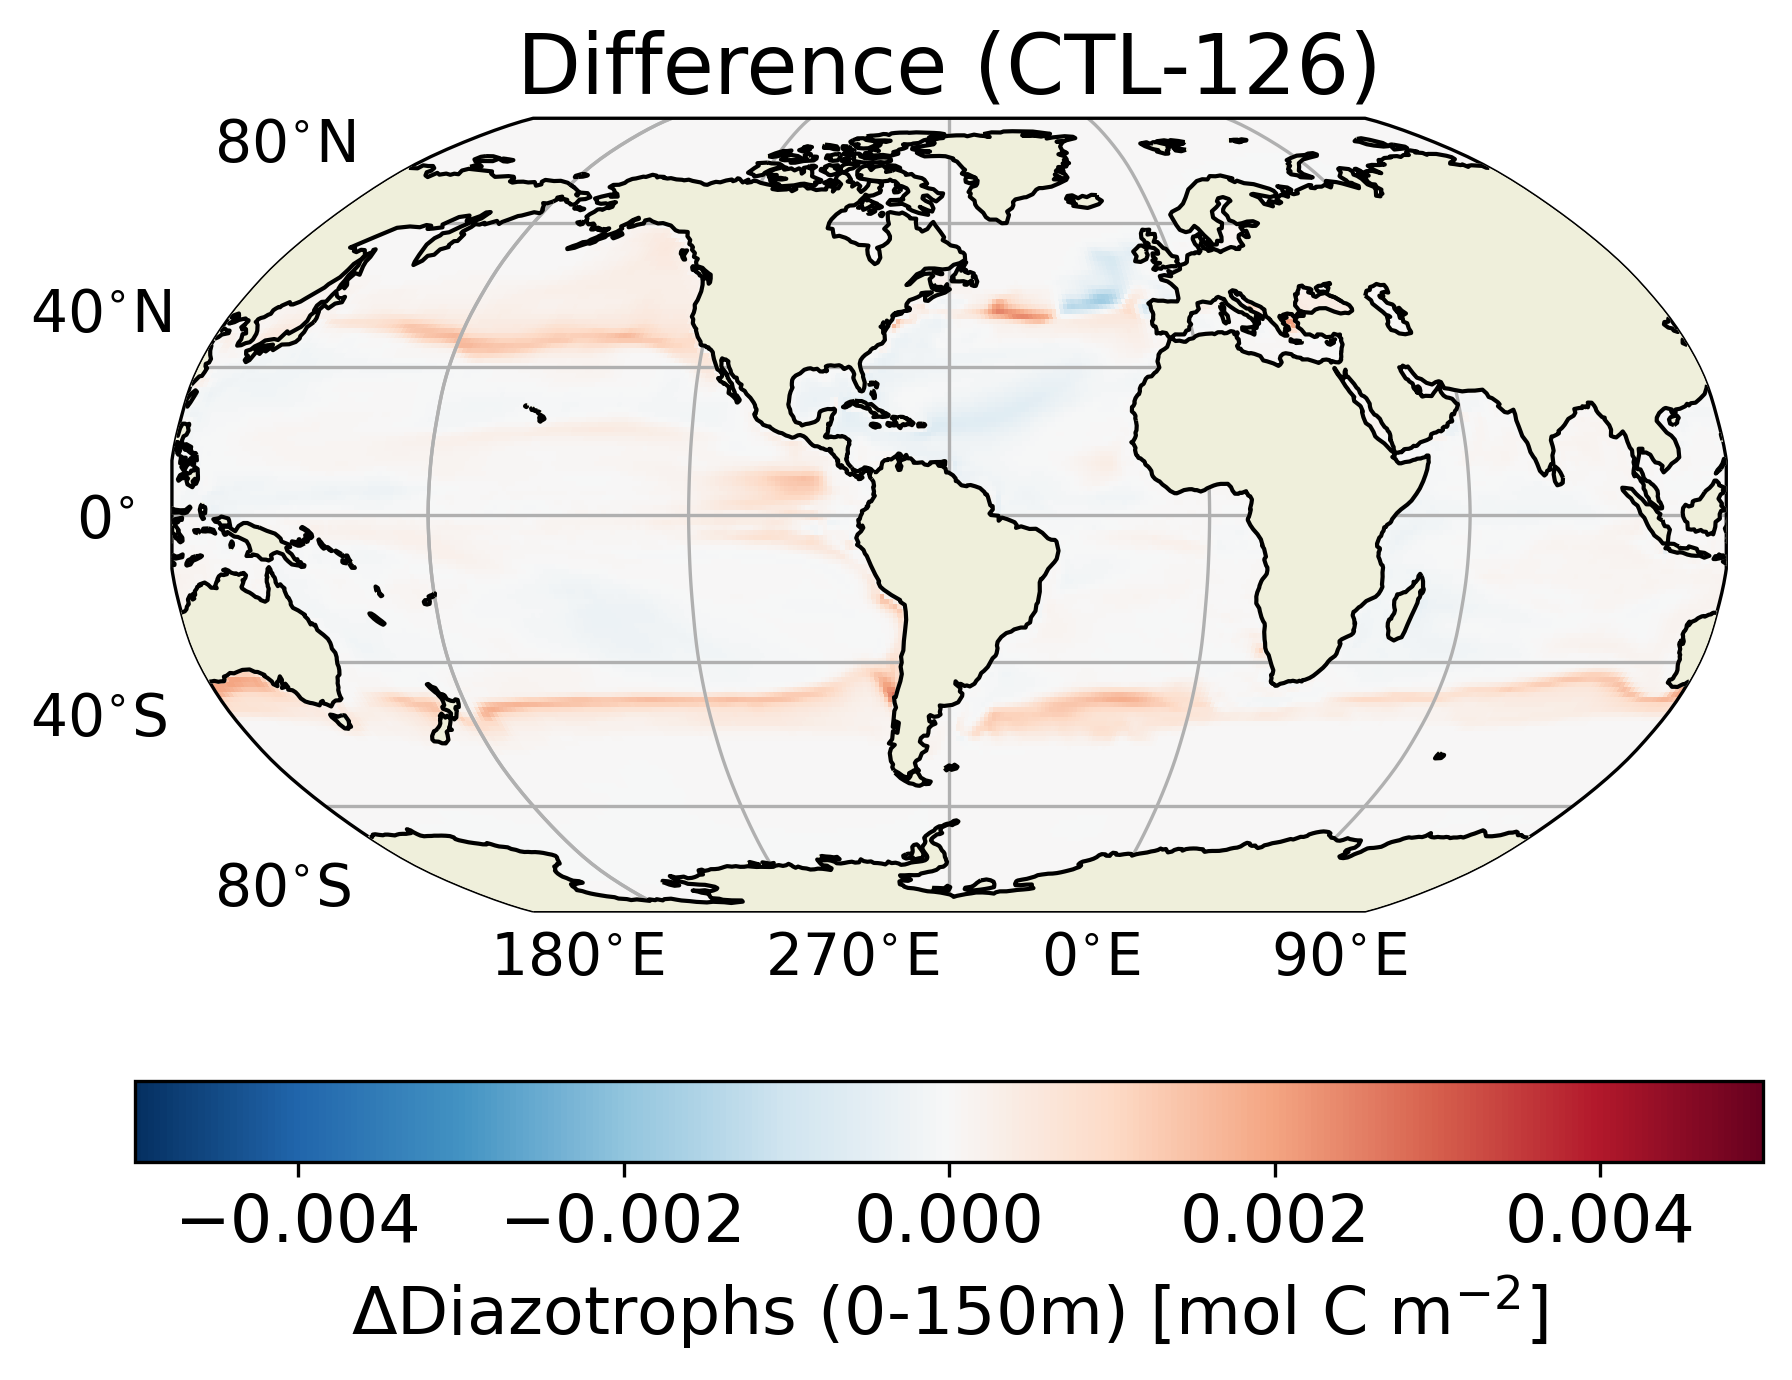 Difference (CTL-126)
80°N
40°N
0°
40°S
80°S
180°E 270°E 0°E 90°E
−0.004 −0.002 0.000 0.002 0.004
ΔDiazotrophs (0-150m) [mol C m⁻²]